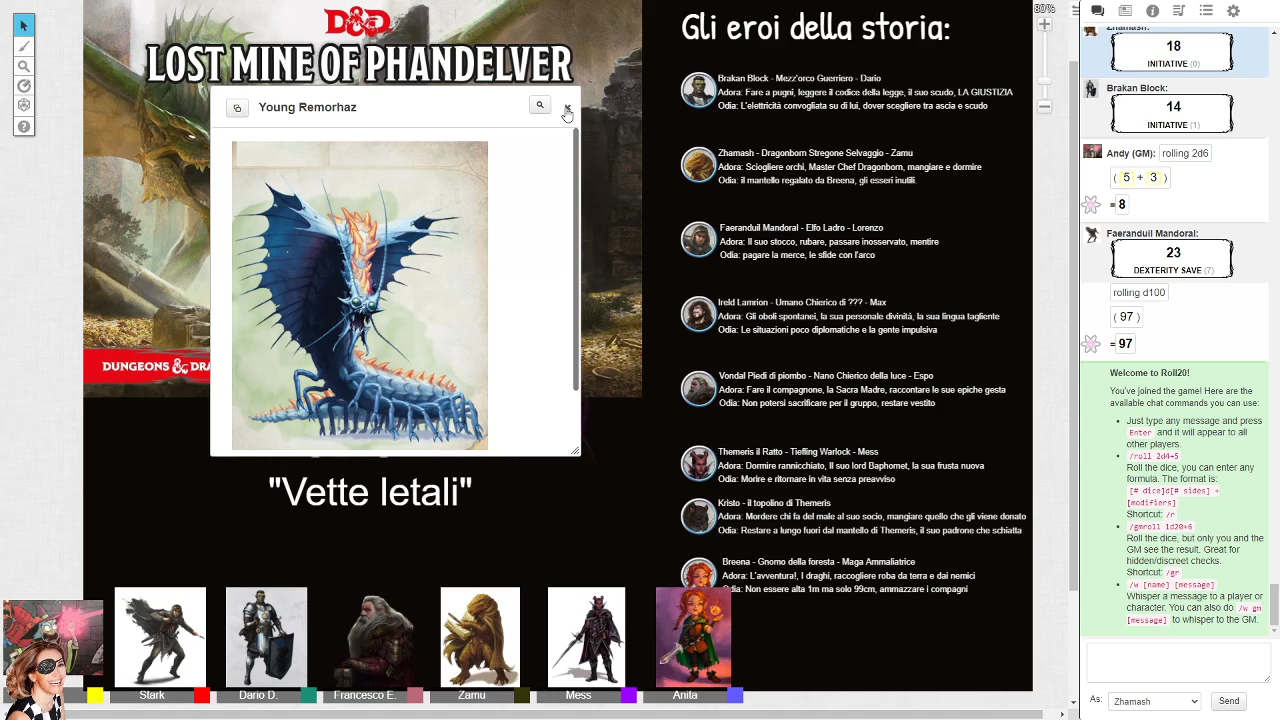 D&D
LOST MINE OF PHANDELVER
Young Remorhaz
DUNGEONS & DRA
"Vette letali"
Gli eroi della storia:
Brakan Block - Mezz'orco Guerriero - Dario
Adora: Fare a pugni, leggere il codice della legge, il suo scudo, LA GIUSTIZIA
Odia: L'elettricità convogliata su di lui, dover scegliere tra ascia e scudo
Zhamash - Dragonborn Stregone Selvaggio - Zamu
Adora: Sciogliere orchi, Master Chef Dragonborn, mangiare e dormire
Odia: il mantello regalato da Breena, gli esseri inutili.
Faeranduil Mandoral - Elfo Ladro - Lorenzo
Adora: Il suo stocco, rubare, passare inosservato, mentire
Odia: pagare la merce, le sfide con l'arco
Ireld Lamrion - Umano Chierico di ??? - Max
Adora: Gli oboli spontanei, la sua personale divinità, la sua lingua tagliente
Odia: Le situazioni poco diplomatiche e la gente impulsiva
Vondal Piedi di piombo - Nano Chierico della luce - Espo
Adora: Fare il compagnone, la Sacra Madre, raccontare le sue epiche gesta
Odia: Non potersi sacrificare per il gruppo, restare vestito
Themeris il Ratto - Tiefling Warlock - Mess
Adora: Dormire rannicchiato, Il suo lord Baphomet, la sua frusta nuova
Odia: Morire e ritornare in vita senza preavviso
Kristo - il topolino di Themeris
Adora: Mordere chi fa del male al suo socio, mangiare quello che gli viene donato
Odia: Restare a lungo fuori dal mantello di Themeris, il suo padrone che schiatta
Breena - Gnomo della foresta - Maga Ammaliatrice
Adora: L'avventura!, I draghi, raccogliere roba da terra e dai nemici
Odia: Non essere alta 1m ma solo 99cm, ammazzare i compagni
Stark
Dario D.
Francesco E.
Zamu
Mess
Anita
80%
Zhamash:
18
INITIATIVE (0)
Brakan Block:
14
INITIATIVE (1)
Andy (GM): rolling 2d6
( 5 + 3 )
=8
Faeranduil Mandoral:
23
DEXTERITY SAVE (7)
rolling d100
( 97 )
=97
Welcome to Roll20!
You've joined the game! Here are the
available chat commands you can use:
Just type any message and press
Enter and it will appear to all
other players.
/roll 2d4+5
Roll the dice, you can enter any
formula. The format is:
[# dice]d[# sides] +
[modifiers]
Shortcut: /r
/gmroll 1d20+6
Roll the dice, but only you and the
GM see the result. Great for
hidden/discreet checks.
Shortcut: /gr
/w [name] [message]
Whisper a message to a player or
character. You can also do /w gm
[message] to whisper to the GM.
As: Zhamash
Send